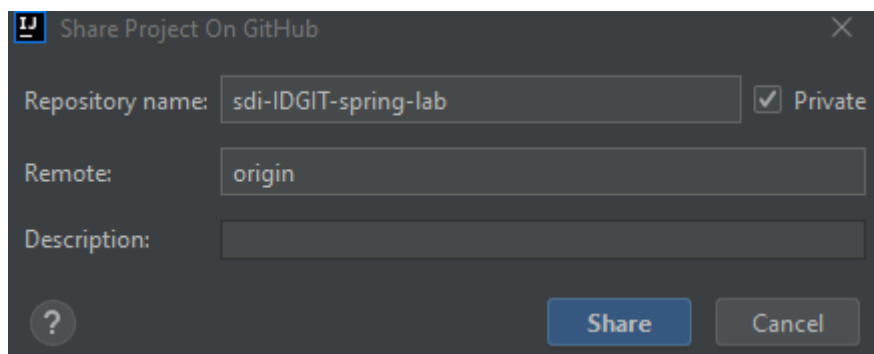 IJ Share Project On GitHub
Repository name: sdi-IDGIT-spring-lab Private
Remote: origin
Description:
? Share Cancel